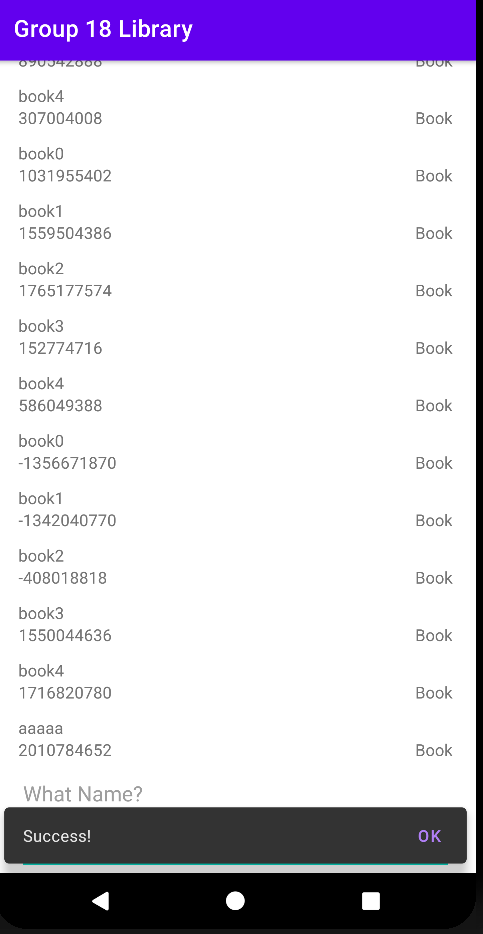 Group 18 Library
890542888
Book
book4
307004008
Book
book0
1031955402
Book
book1
1559504386
Book
book2
1765177574
Book
book3
152774716
Book
book4
586049388
Book
book0
-1356671870
Book
book1
-1342040770
Book
book2
-408018818
Book
book3
1550044636
Book
book4
1716820780
Book
aaaaa
2010784652
Book
What Name?
Success!
OK